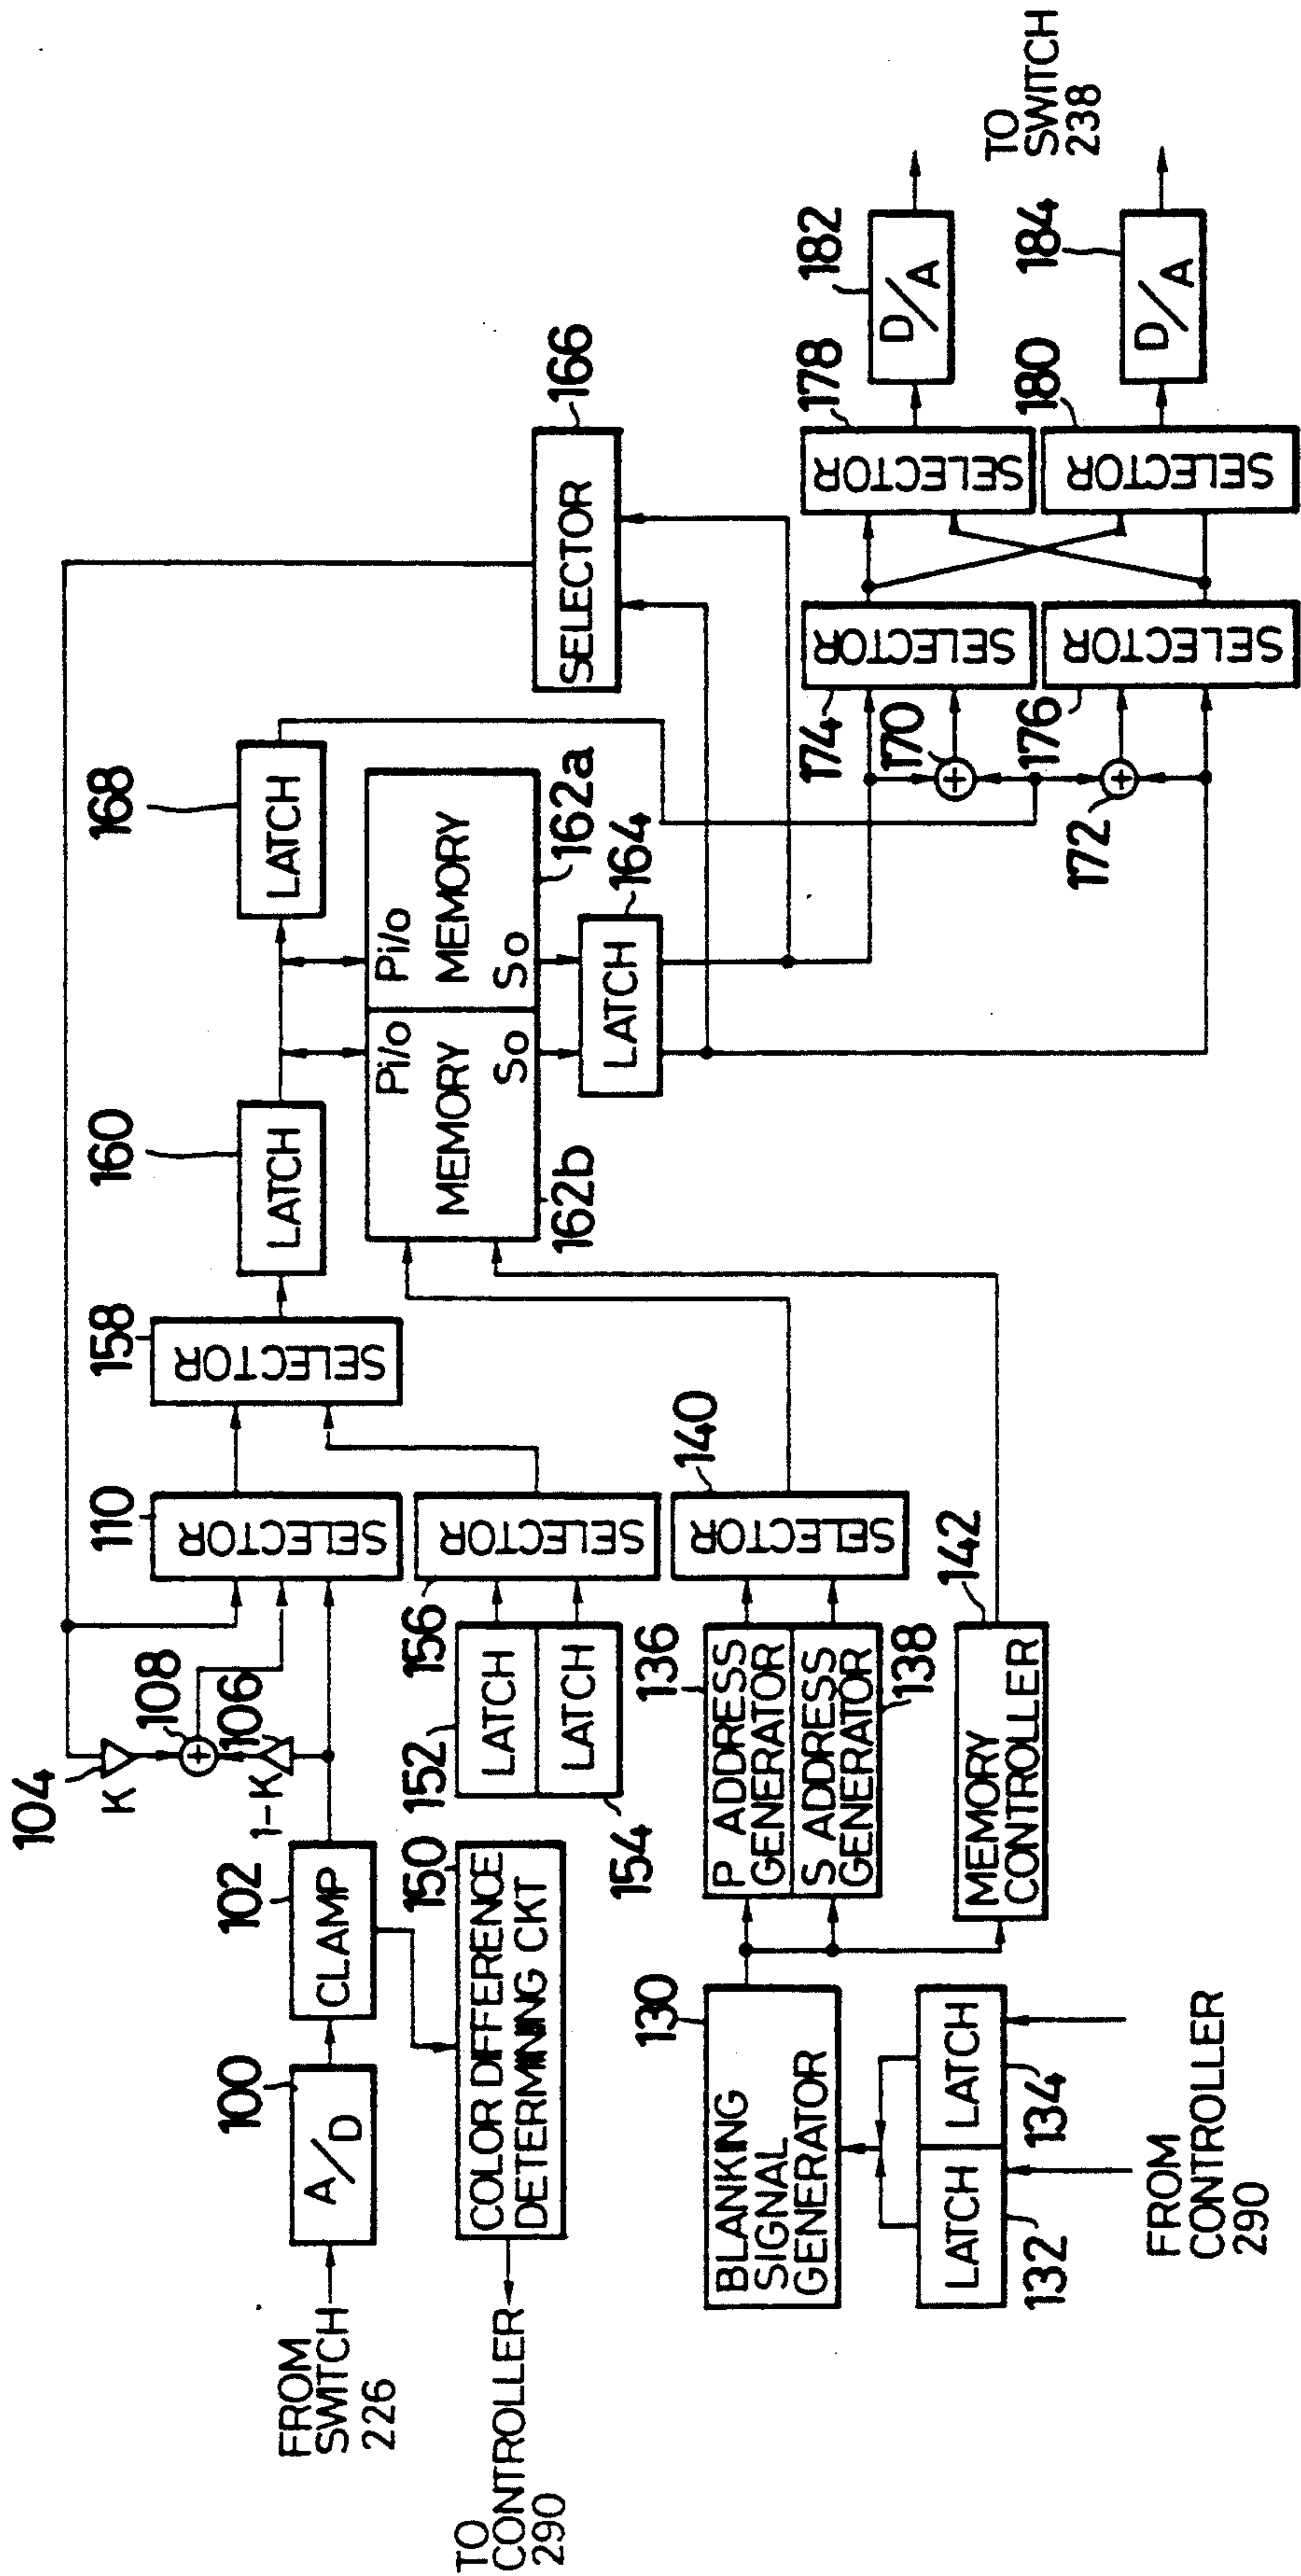 FROM
SWITCH
226
100
A/D
102
CLAMP
104
K
108
106
1-K
110
SELECTOR
158
SELECTOR
160
LATCH
168
LATCH
Pi/o
MEMORY
So
162b
Pi/o
MEMORY
So
162a
164
LATCH
166
SELECTOR
TO
CONTROLLER
290
150
COLOR DIFFERENCE
DETERMINING CKT
152
LATCH
LATCH
154
156
SELECTOR
130
BLANKING
SIGNAL
GENERATOR
LATCH
132
LATCH
134
FROM
CONTROLLER
290
136
P ADDRESS
GENERATOR
S ADDRESS
GENERATOR
138
140
SELECTOR
142
MEMORY
CONTROLLER
174
SELECTOR
170
176
SELECTOR
172
178
SELECTOR
180
SELECTOR
182
D/A
184
D/A
TO
SWITCH
238